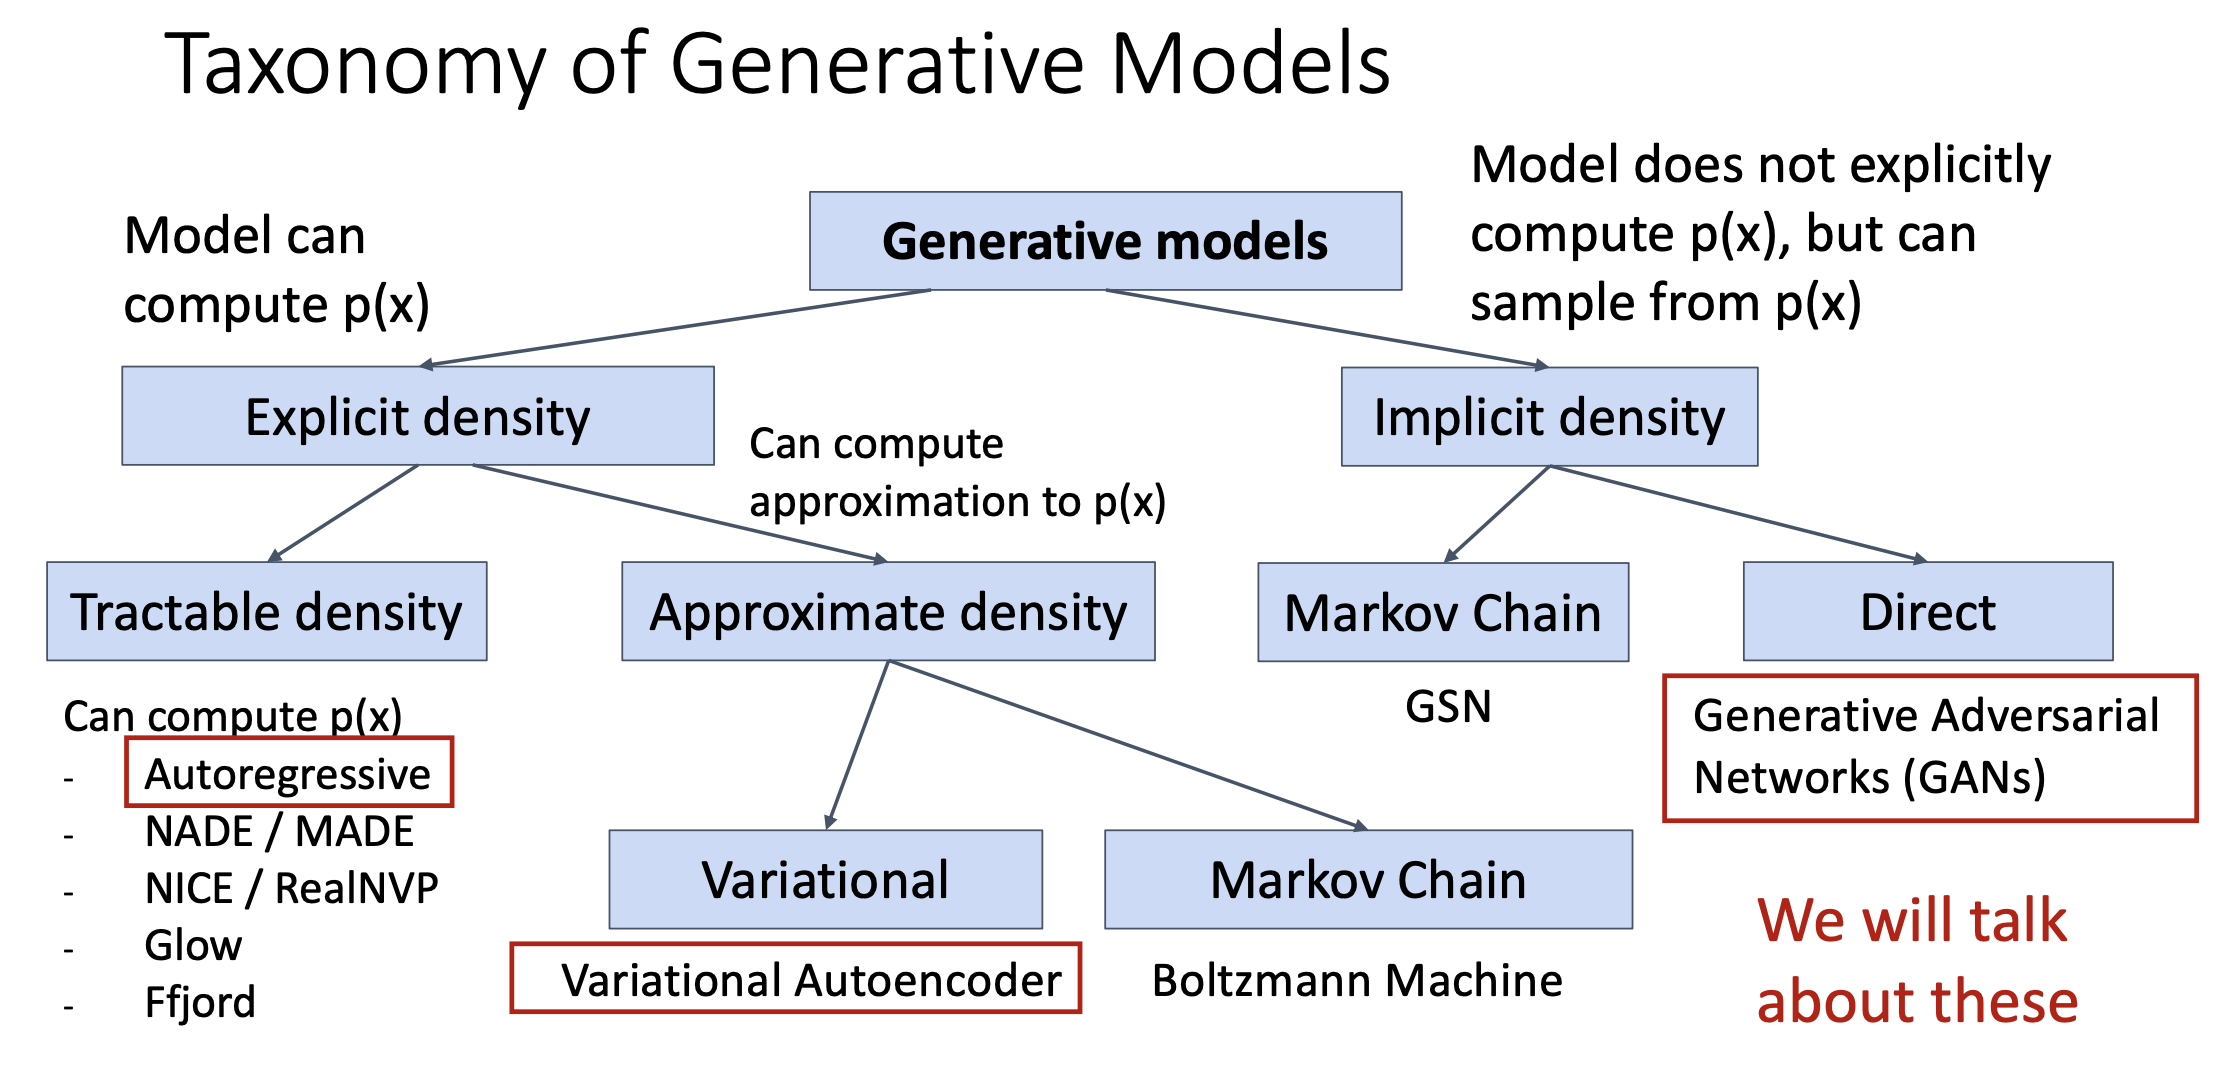 Taxonomy of Generative Models
Model can
compute p(x)
Generative models
Model does not explicitly
compute p(x), but can
sample from p(x)
Explicit density
Can compute
approximation to p(x)
Implicit density
Tractable density
Approximate density
Markov Chain
Direct
Can compute p(x)
- Autoregressive
- NADE / MADE
- NICE / RealNVP
- Glow
- Ffjord
GSN
Generative Adversarial
Networks (GANs)
Variational
Markov Chain
Variational Autoencoder
Boltzmann Machine
We will talk
about these